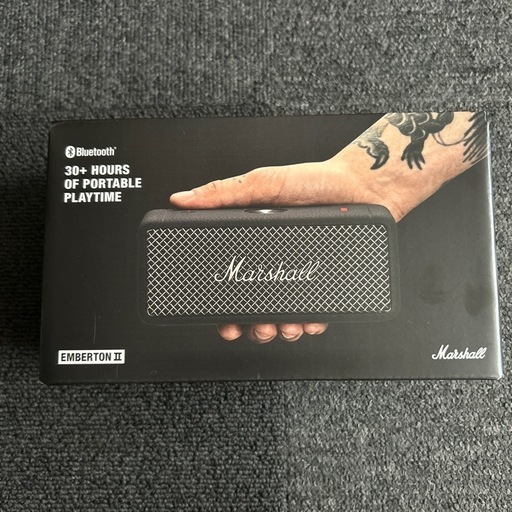 Bluetooth®
30+ HOURS
OF PORTABLE
PLAYTIME
Marshall
EMBERTON II
Marshall